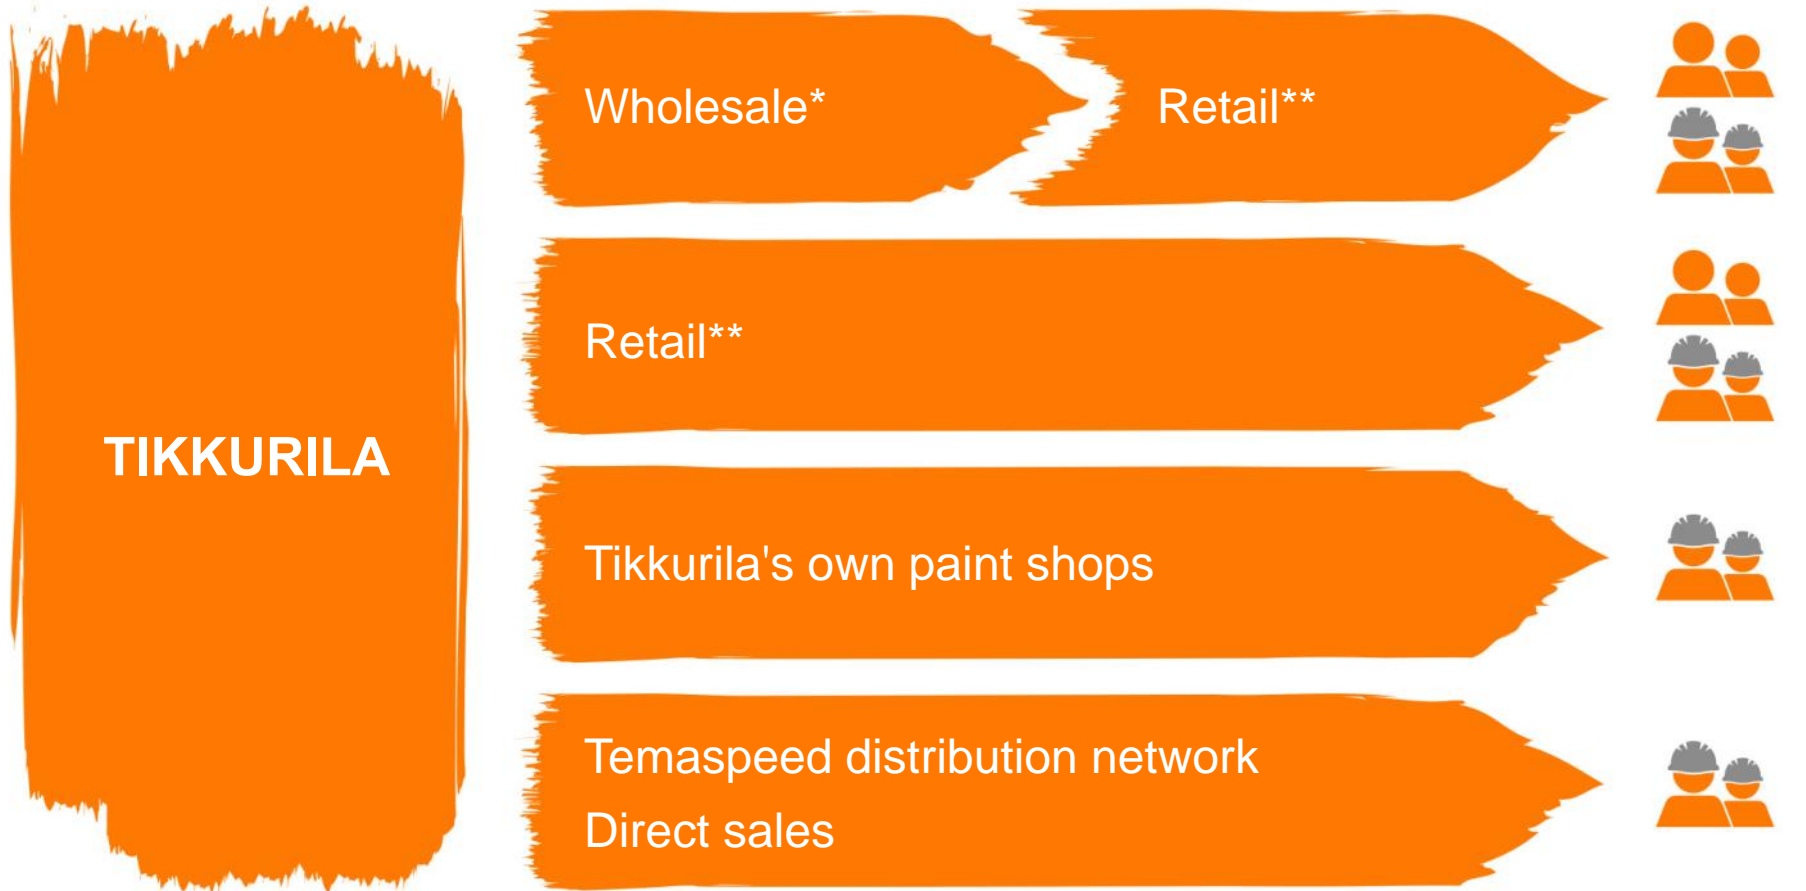 TIKKURILA
Wholesale*
Retail**
Retail**
Tikkurila's own paint shops
Temaspeed distribution network
Direct sales